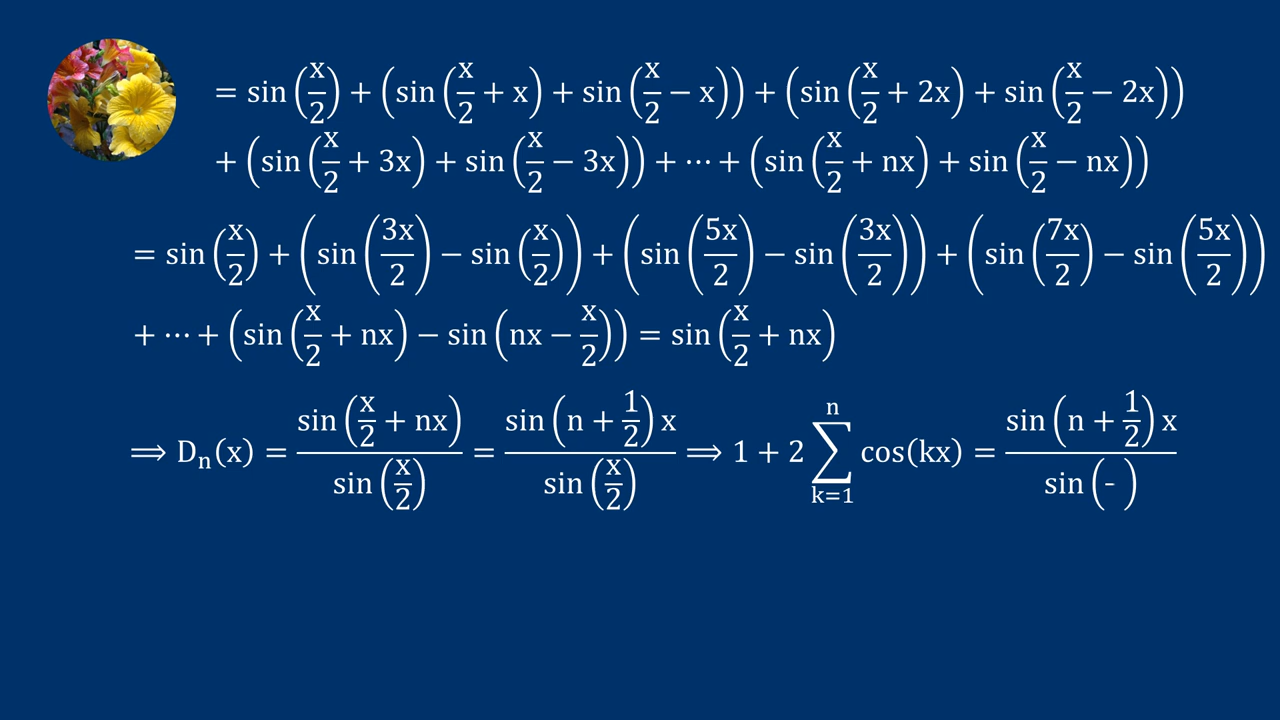 = sin (x/2) + (sin (x/2 + x) + sin (x/2 − x)) + (sin (x/2 + 2x) + sin (x/2 − 2x))
+ (sin (x/2 + 3x) + sin (x/2 − 3x)) + ⋯ + (sin (x/2 + nx) + sin (x/2 − nx))
= sin (x/2) + (sin (3x/2) − sin (x/2)) + (sin (5x/2) − sin (3x/2)) + (sin (7x/2) − sin (5x/2))
+ ⋯ + (sin (x/2 + nx) − sin (nx − x/2)) = sin (x/2 + nx)
⟹ Dₙ(x) = sin (x/2 + nx) / sin (x/2) = sin (n + 1/2) x / sin (x/2) ⟹ 1 + 2 ∑_{k=1}^{n} cos(kx) = sin (n + 1/2) x / sin (- )